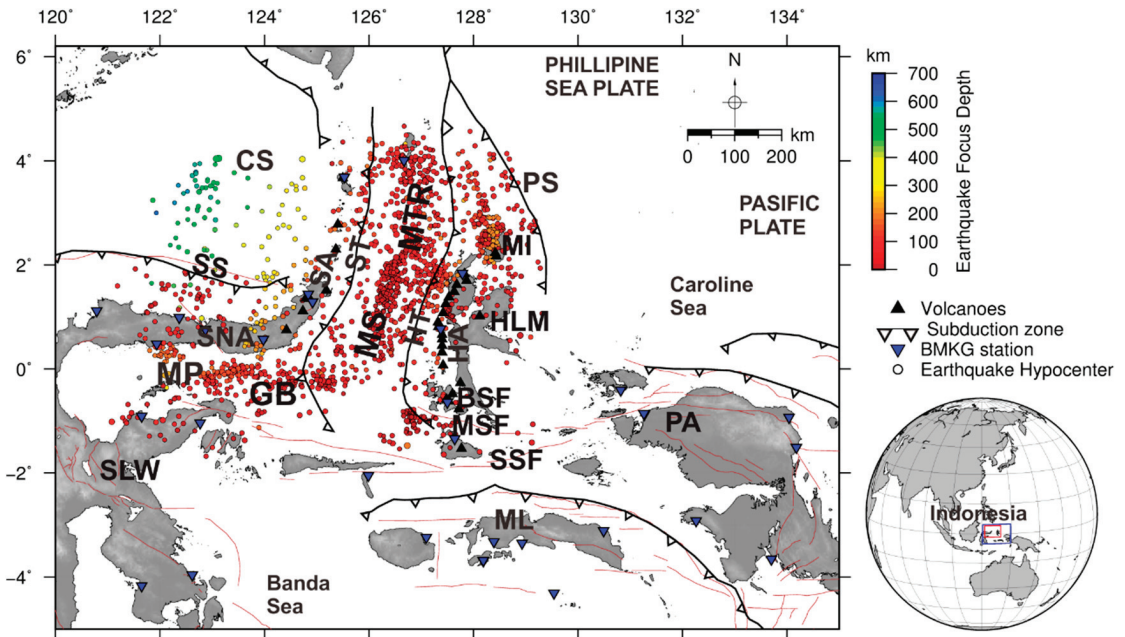 120° 122° 124° 126° 128° 130° 132° 134°
6°
4°
2°
0°
−2°
−4°
PHILLIPINE
SEA PLATE
N
km
0 100 200
CS
PS
MTR
PASIFIC
PLATE
ST
MI
SS
SA
Caroline
Sea
HLM
MS
HT
HA
SNA
MP
GB
BSF
MSF
PA
SSF
SLW
ML
Banda
Sea
km
700
600
500
400
300
200
100
0
Earthquake Focus Depth
Volcanoes
Subduction zone
BMKG station
Earthquake Hypocenter
Indonesia